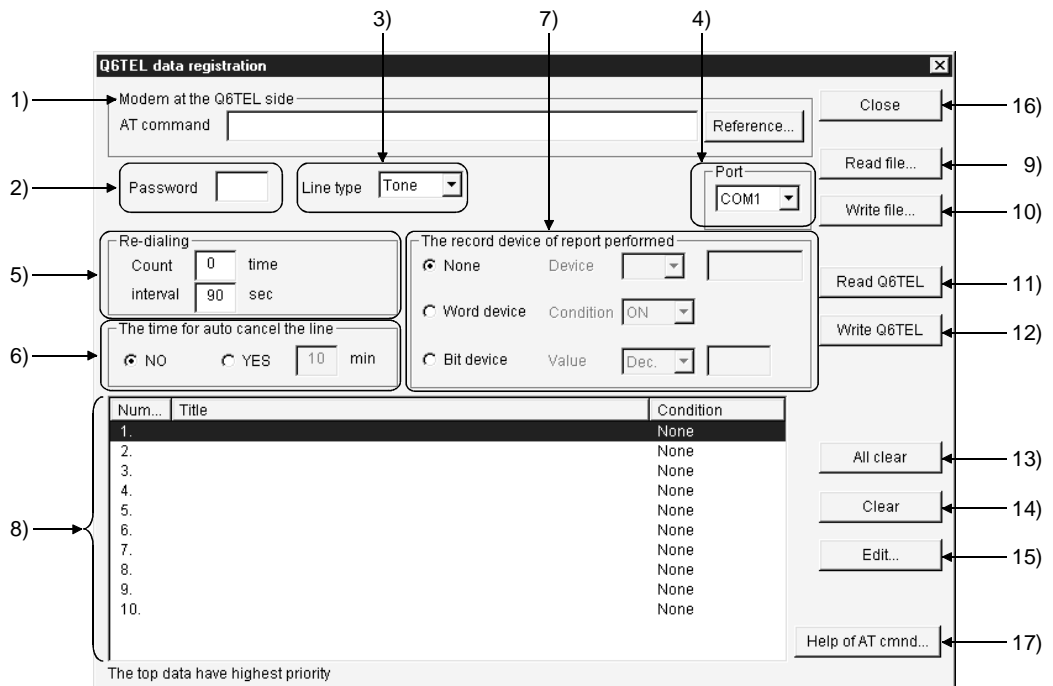 3)
7)
4)
Q6TEL data registration
1)
Modem at the Q6TEL side
AT command
Reference...
Close
16)
2)
Password
Line type
Tone
Port
COM1
Read file...
9)
Write file...
10)
5)
Re-dialing
Count 0 time
interval 90 sec
The record device of report performed
None
Device
Word device
Condition ON
Bit device
Value Dec.
Read Q6TEL
11)
Write Q6TEL
12)
6)
The time for auto cancel the line
NO YES 10 min
8)
Num... Title Condition
1. None
2. None
3. None
4. None
5. None
6. None
7. None
8. None
9. None
10. None
All clear
13)
Clear
14)
Edit...
15)
Help of AT cmnd...
17)
The top data have highest priority